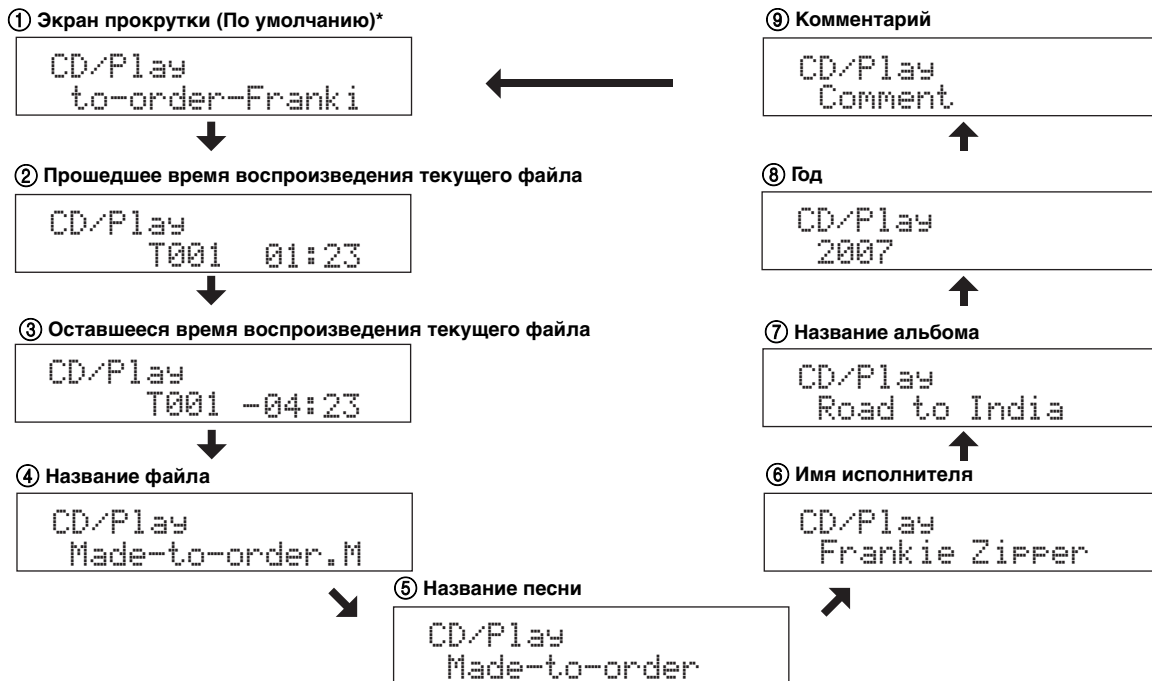 ① Экран прокрутки (По умолчанию)*
CD/Play
to-order-Franki
② Прошедшее время воспроизведения текущего файла
CD/Play
T001 01:23
③ Оставшееся время воспроизведения текущего файла
CD/Play
T001 -04:23
④ Название файла
CD/Play
Made-to-order.M
⑤ Название песни
CD/Play
Made-to-order
⑥ Имя исполнителя
CD/Play
Frankie Zipper
⑦ Название альбома
CD/Play
Road to India
⑧ Год
CD/Play
2007
⑨ Комментарий
CD/Play
Comment